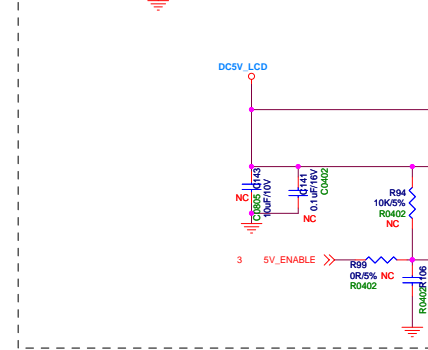 DC5V_LCD
C143
10uF/10V
C0805
NC
C141
0.1uF/16V
C0402
NC
R94
10K/5%
R0402
NC
3 5V_ENABLE
R99
0R/5% NC
R0402
R106
R0402